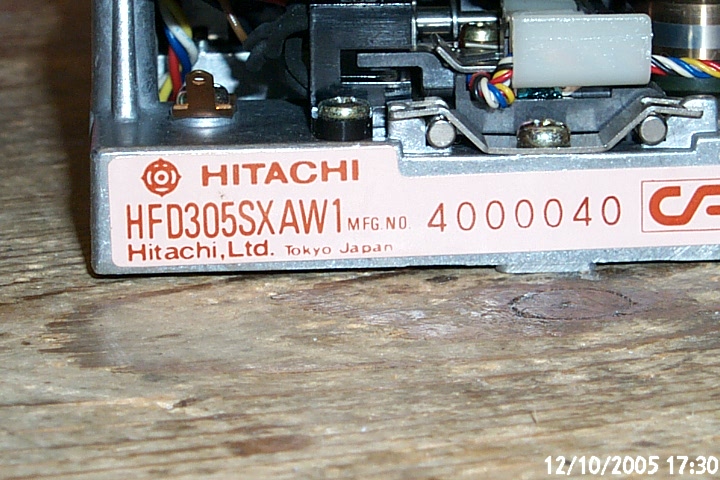 HITACHI
HFD305SXAW1 MFG.NO. 4000040
Hitachi,Ltd. Tokyo Japan
12/10/2005 17:30